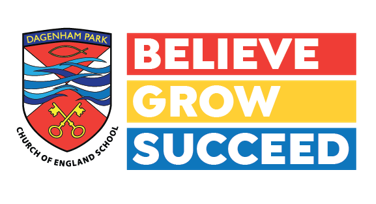 DAGENHAM PARK
CHURCH OF ENGLAND SCHOOL
BELIEVE
GROW
SUCCEED